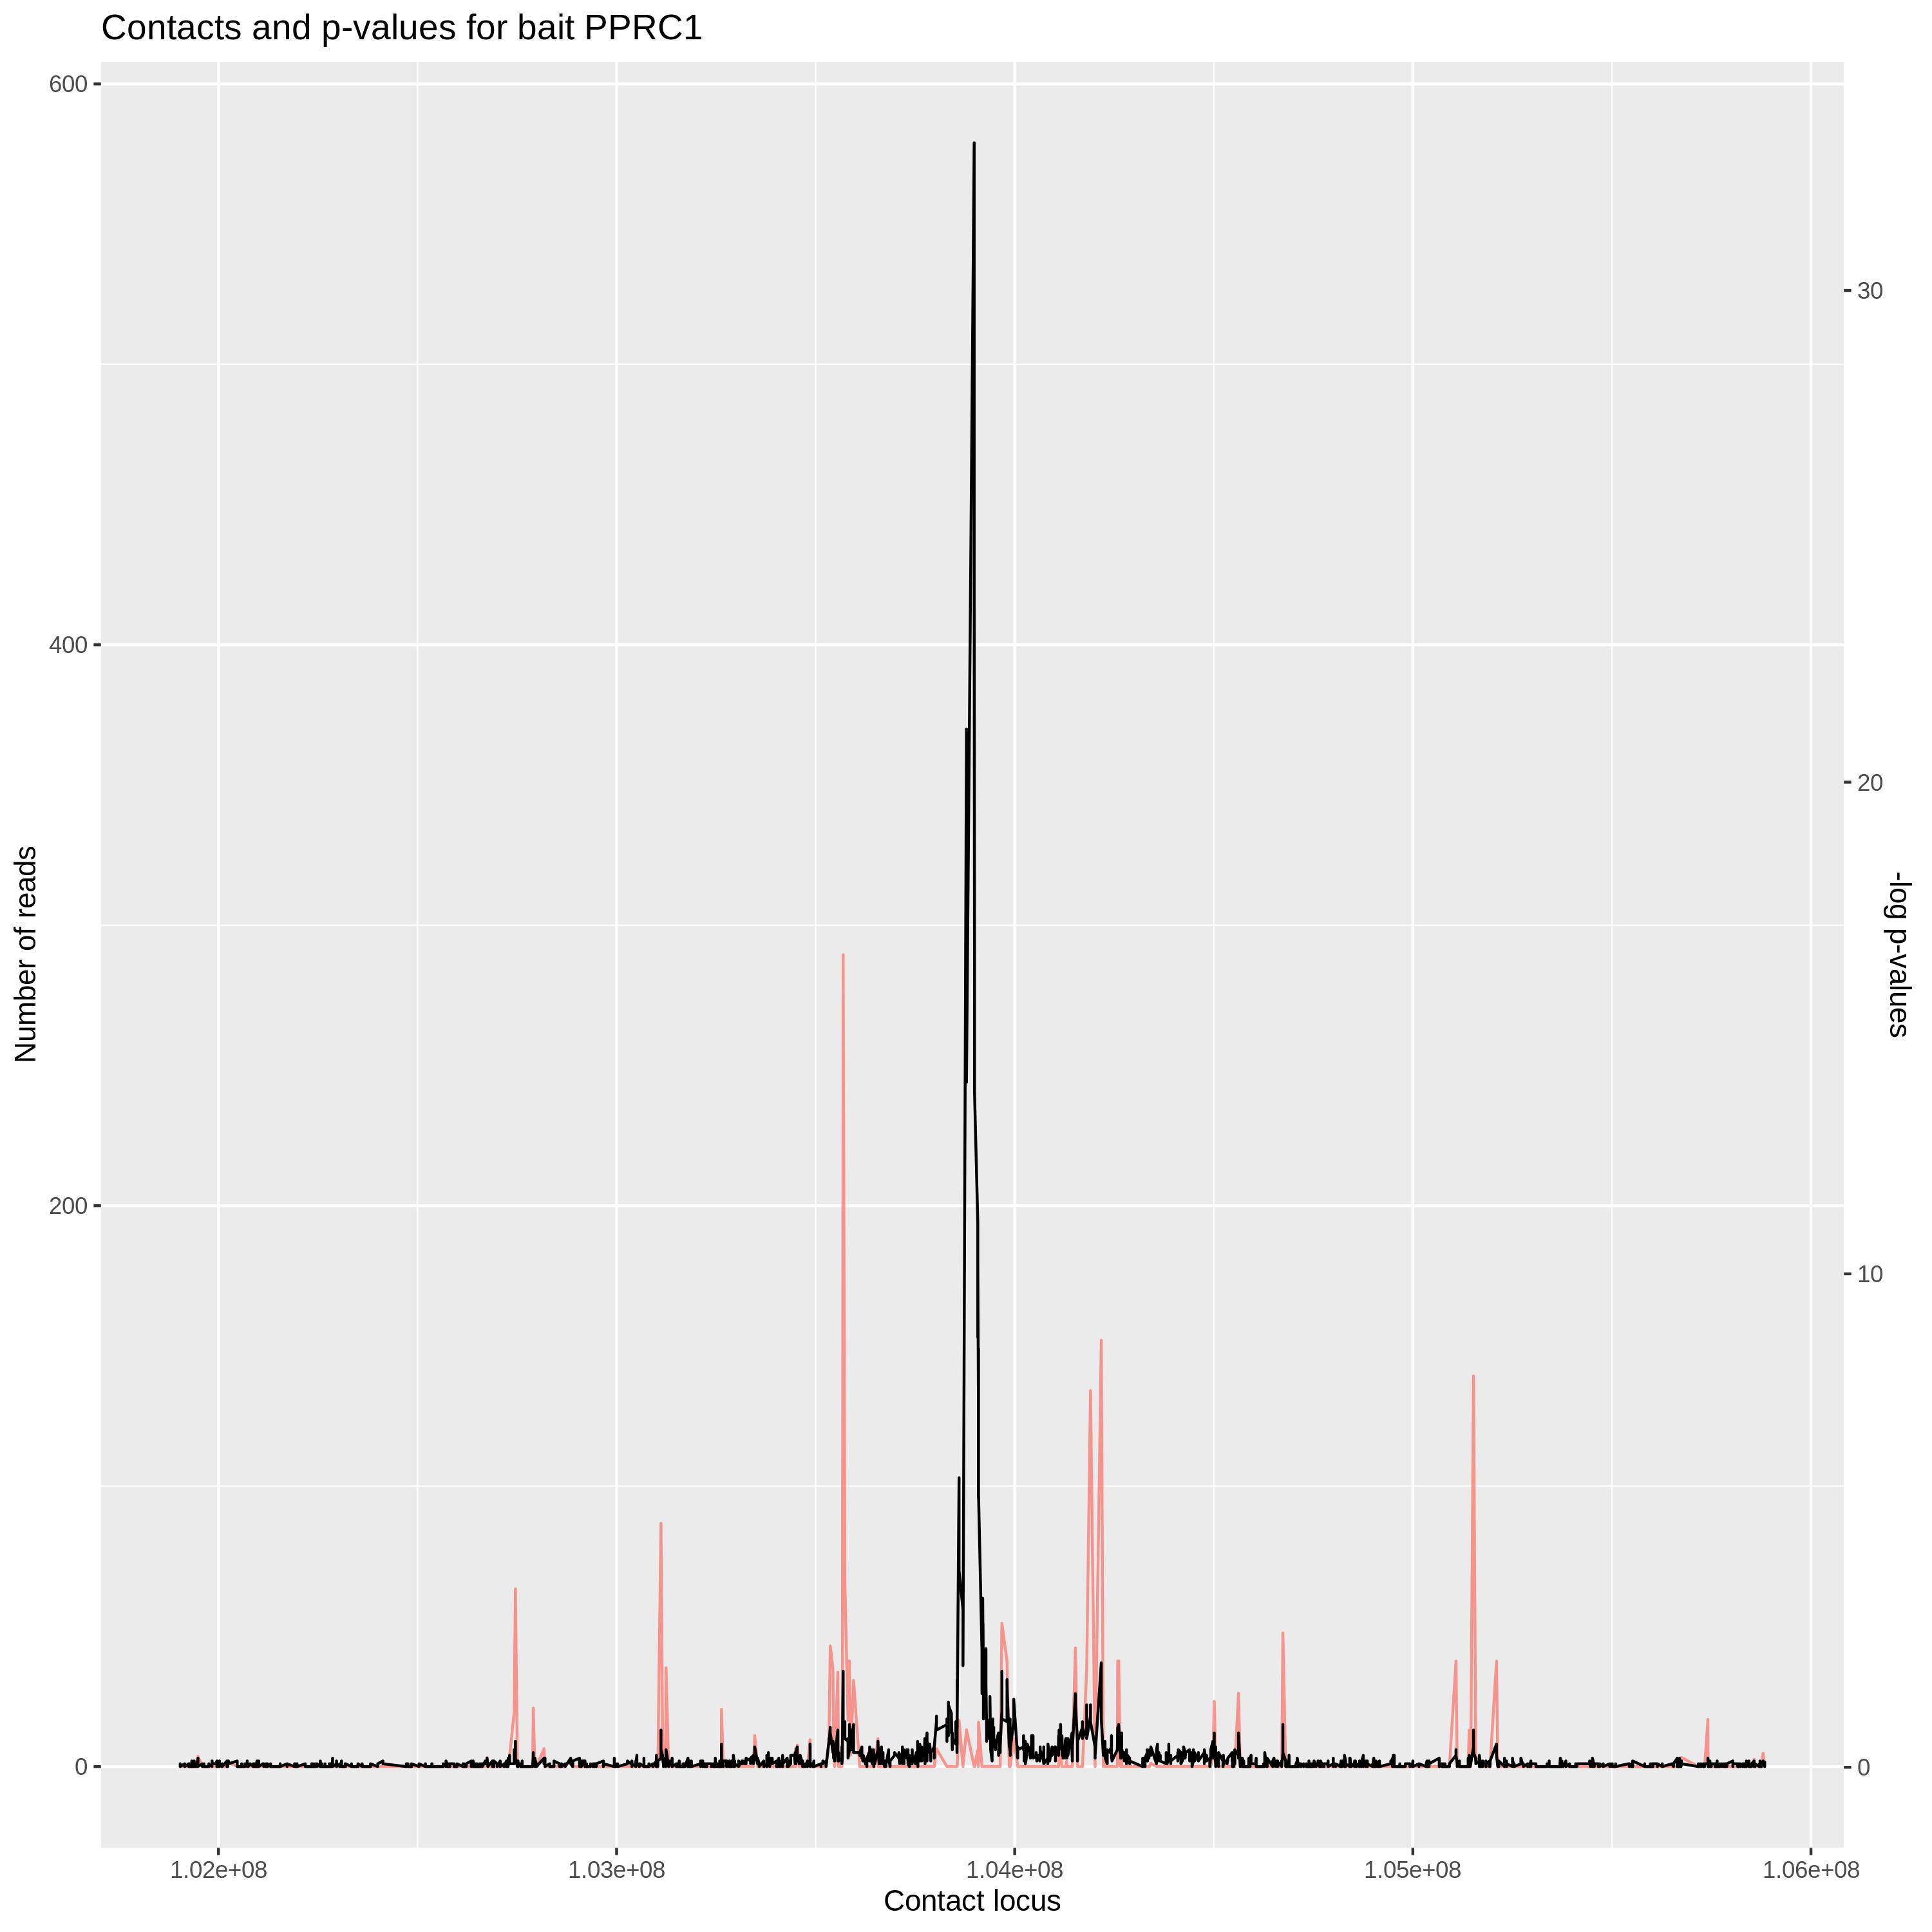 Contacts and p-values for bait PPRC1
600
400
200
0
Number of reads
30
20
10
0
-log p-values
1.02e+08
1.03e+08
1.04e+08
1.05e+08
1.06e+08
Contact locus